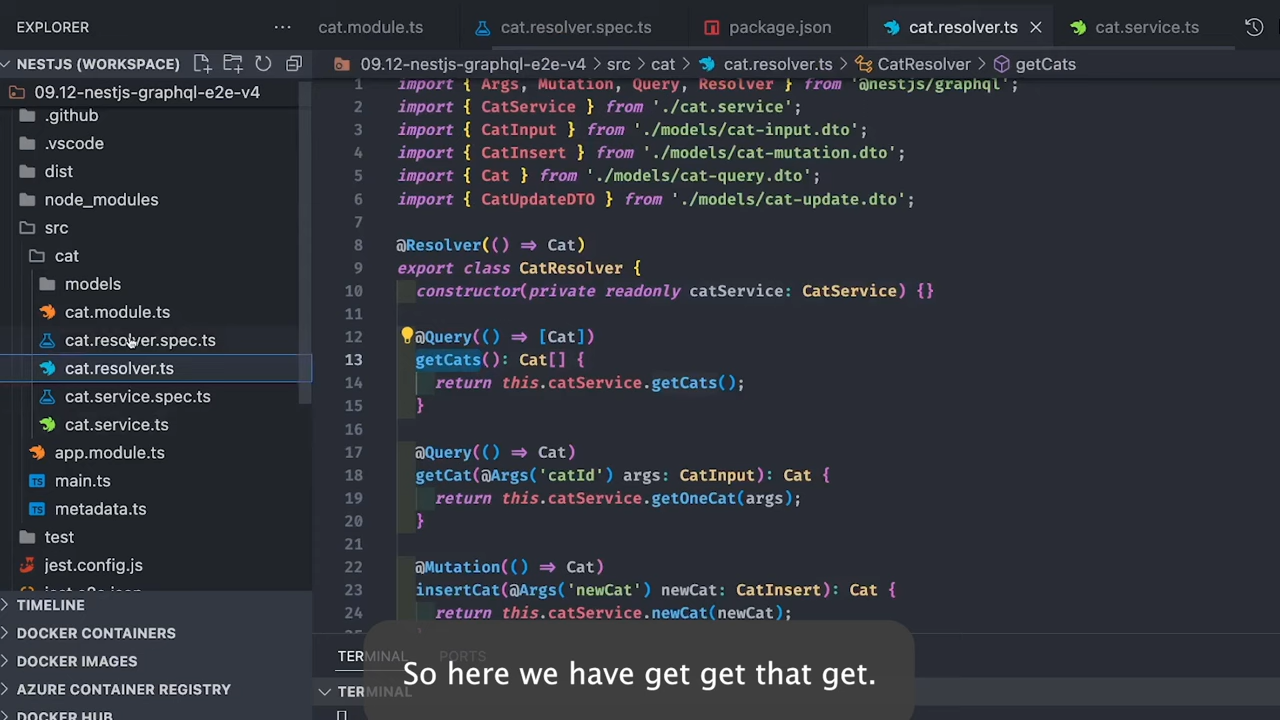 EXPLORER
cat.module.ts
cat.resolver.spec.ts
package.json
cat.resolver.ts
cat.service.ts
NESTJS (WORKSPACE)
09.12-nestjs-graphql-e2e-v4 > src > cat > cat.resolver.ts > CatResolver > getCats
09.12-nestjs-graphql-e2e-v4
.github
.vscode
dist
node_modules
src
cat
models
cat.module.ts
cat.resolver.spec.ts
cat.resolver.ts
cat.service.spec.ts
cat.service.ts
app.module.ts
main.ts
metadata.ts
test
jest.config.js
TIMELINE
DOCKER CONTAINERS
DOCKER IMAGES
AZURE CONTAINER REGISTRY
DOCKER HUB
1 import { Args, Mutation, Query, Resolver } from '@nestjs/graphql';
2 import { CatService } from './cat.service';
3 import { CatInput } from './models/cat-input.dto';
4 import { CatInsert } from './models/cat-mutation.dto';
5 import { Cat } from './models/cat-query.dto';
6 import { CatUpdateDTO } from './models/cat-update.dto';
7
8 @Resolver(() => Cat)
9 export class CatResolver {
10 constructor(private readonly catService: CatService) {}
11
12 @Query(() => [Cat])
13 getCats(): Cat[] {
14 return this.catService.getCats();
15 }
16
17 @Query(() => Cat)
18 getCat(@Args('catId') args: CatInput): Cat {
19 return this.catService.getOneCat(args);
20 }
21
22 @Mutation(() => Cat)
23 insertCat(@Args('newCat') newCat: CatInsert): Cat {
24 return this.catService.newCat(newCat);
TERMINAL
PORTS
TERMINAL
So here we have get get that get.